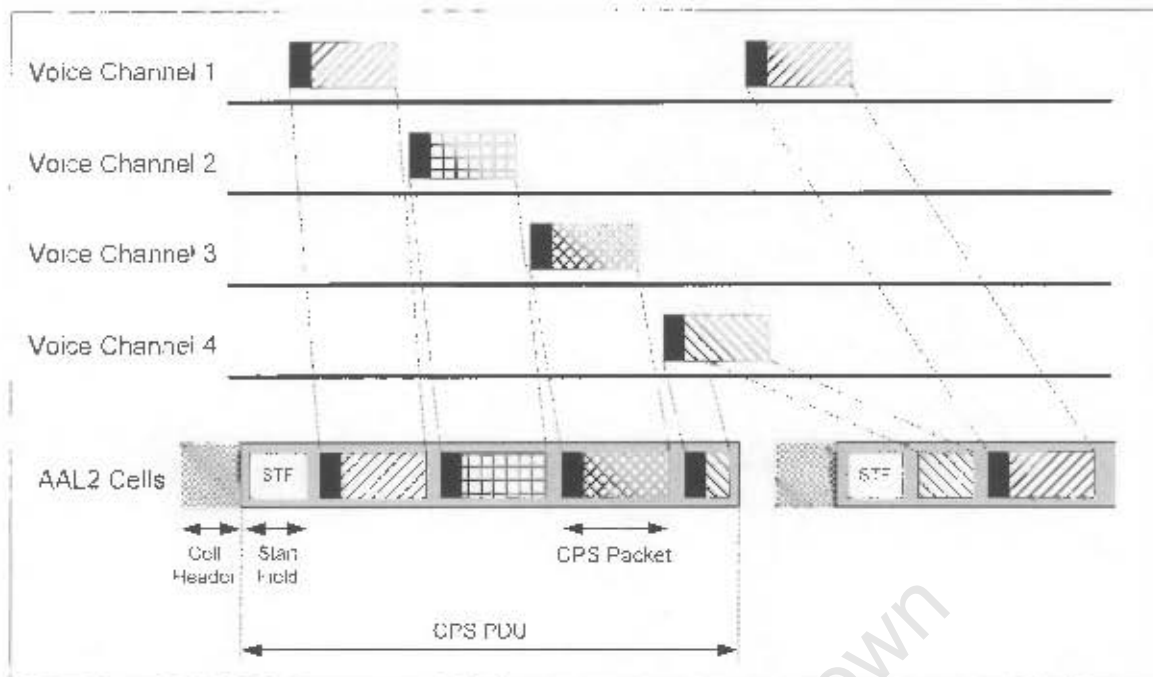 Voice Channel 1
Voice Channel 2
Voice Channel 3
Voice Channel 4
AAL2 Cells
STF
STF
Cell
Header
Start
Field
CPS Packet
CPS PDU
own